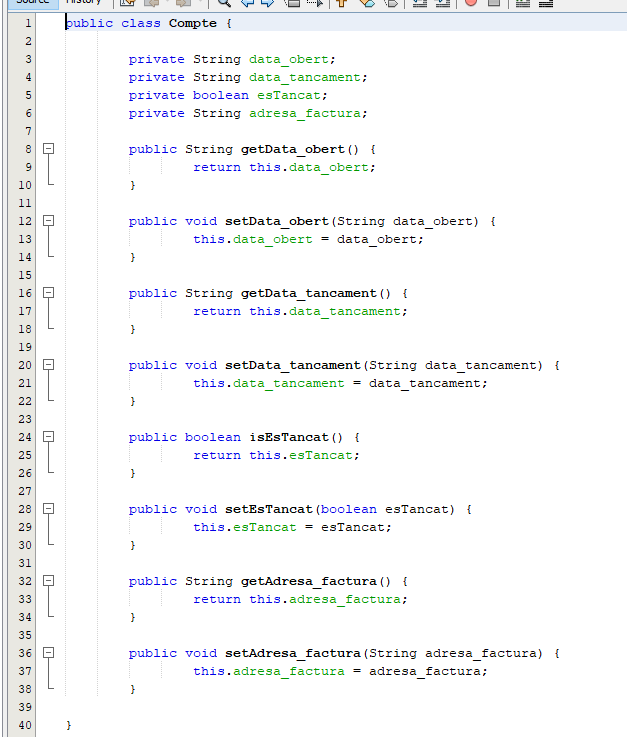 Source History
1 public class Compte {
2
3 private String data_obert;
4 private String data_tancament;
5 private boolean esTancat;
6 private String adresa_factura;
7
8 public String getData_obert() {
9 return this.data_obert;
10 }
11
12 public void setData_obert(String data_obert) {
13 this.data_obert = data_obert;
14 }
15
16 public String getData_tancament() {
17 return this.data_tancament;
18 }
19
20 public void setData_tancament(String data_tancament) {
21 this.data_tancament = data_tancament;
22 }
23
24 public boolean isEsTancat() {
25 return this.esTancat;
26 }
27
28 public void setEsTancat(boolean esTancat) {
29 this.esTancat = esTancat;
30 }
31
32 public String getAdresa_factura() {
33 return this.adresa_factura;
34 }
35
36 public void setAdresa_factura(String adresa_factura) {
37 this.adresa_factura = adresa_factura;
38 }
39
40 }